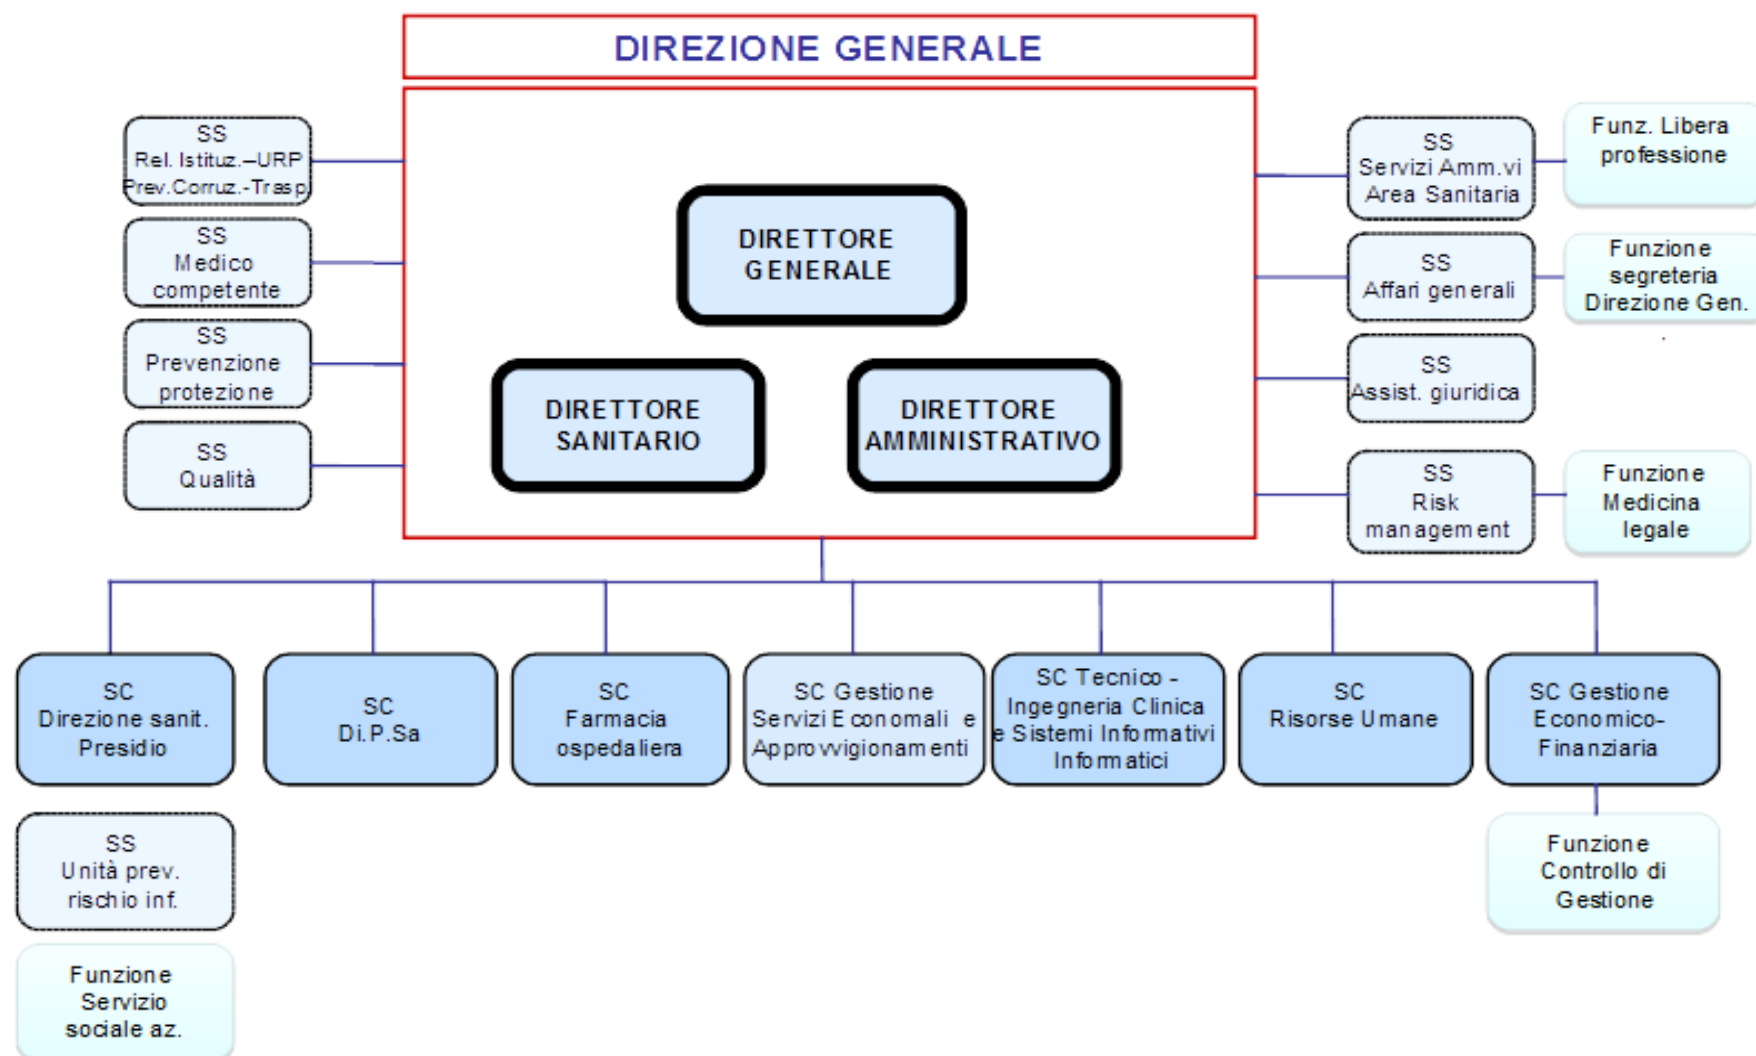 DIREZIONE GENERALE
SS
Rel. Istituz.–URP
Prev.Corruz.-Trasp.
SS
Medico
competente
SS
Prevenzione
protezione
SS
Qualità
DIRETTORE
GENERALE
DIRETTORE
SANITARIO
DIRETTORE
AMMINISTRATIVO
SS
Servizi Amm.vi
Area Sanitaria
Funz. Libera
professione
SS
Affari generali
Funzione
segreteria
Direzione Gen.
.
SS
Assist. giuridica
SS
Risk
management
Funzione
Medicina
legale
SC
Direzione sanit.
Presidio
SC
Di.P.Sa
SC
Farmacia
ospedaliera
SC Gestione
Servizi Economali e
Approvvigionamenti
SC Tecnico -
Ingegneria Clinica
e Sistemi Informativi
Informatici
SC
Risorse Umane
SC Gestione
Economico-
Finanziaria
SS
Unità prev.
rischio inf.
Funzione
Controllo di
Gestione
Funzione
Servizio
sociale az.